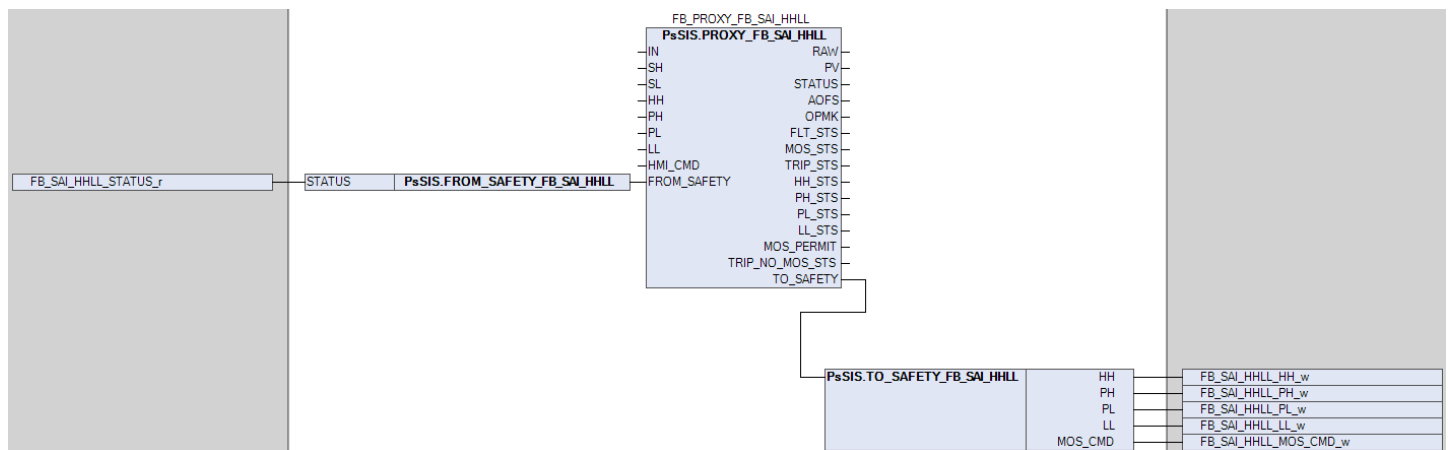 FB_PROXY_FB_SAI_HHLL
PsSIS.PROXY_FB_SAI_HHLL
IN RAW
SH PV
SL STATUS
HH AOFS
PH OPMK
PL FLT_STS
LL MOS_STS
HMI_CMD TRIP_STS
FB_SAI_HHLL_STATUS_r STATUS PsSIS.FROM_SAFETY_FB_SAI_HHLL FROM_SAFETY HH_STS
PH_STS
PL_STS
LL_STS
MOS_PERMIT
TRIP_NO_MOS_STS
TO_SAFETY
PsSIS.TO_SAFETY_FB_SAI_HHLL HH FB_SAI_HHLL_HH_w
PH FB_SAI_HHLL_PH_w
PL FB_SAI_HHLL_PL_w
LL FB_SAI_HHLL_LL_w
MOS_CMD FB_SAI_HHLL_MOS_CMD_w